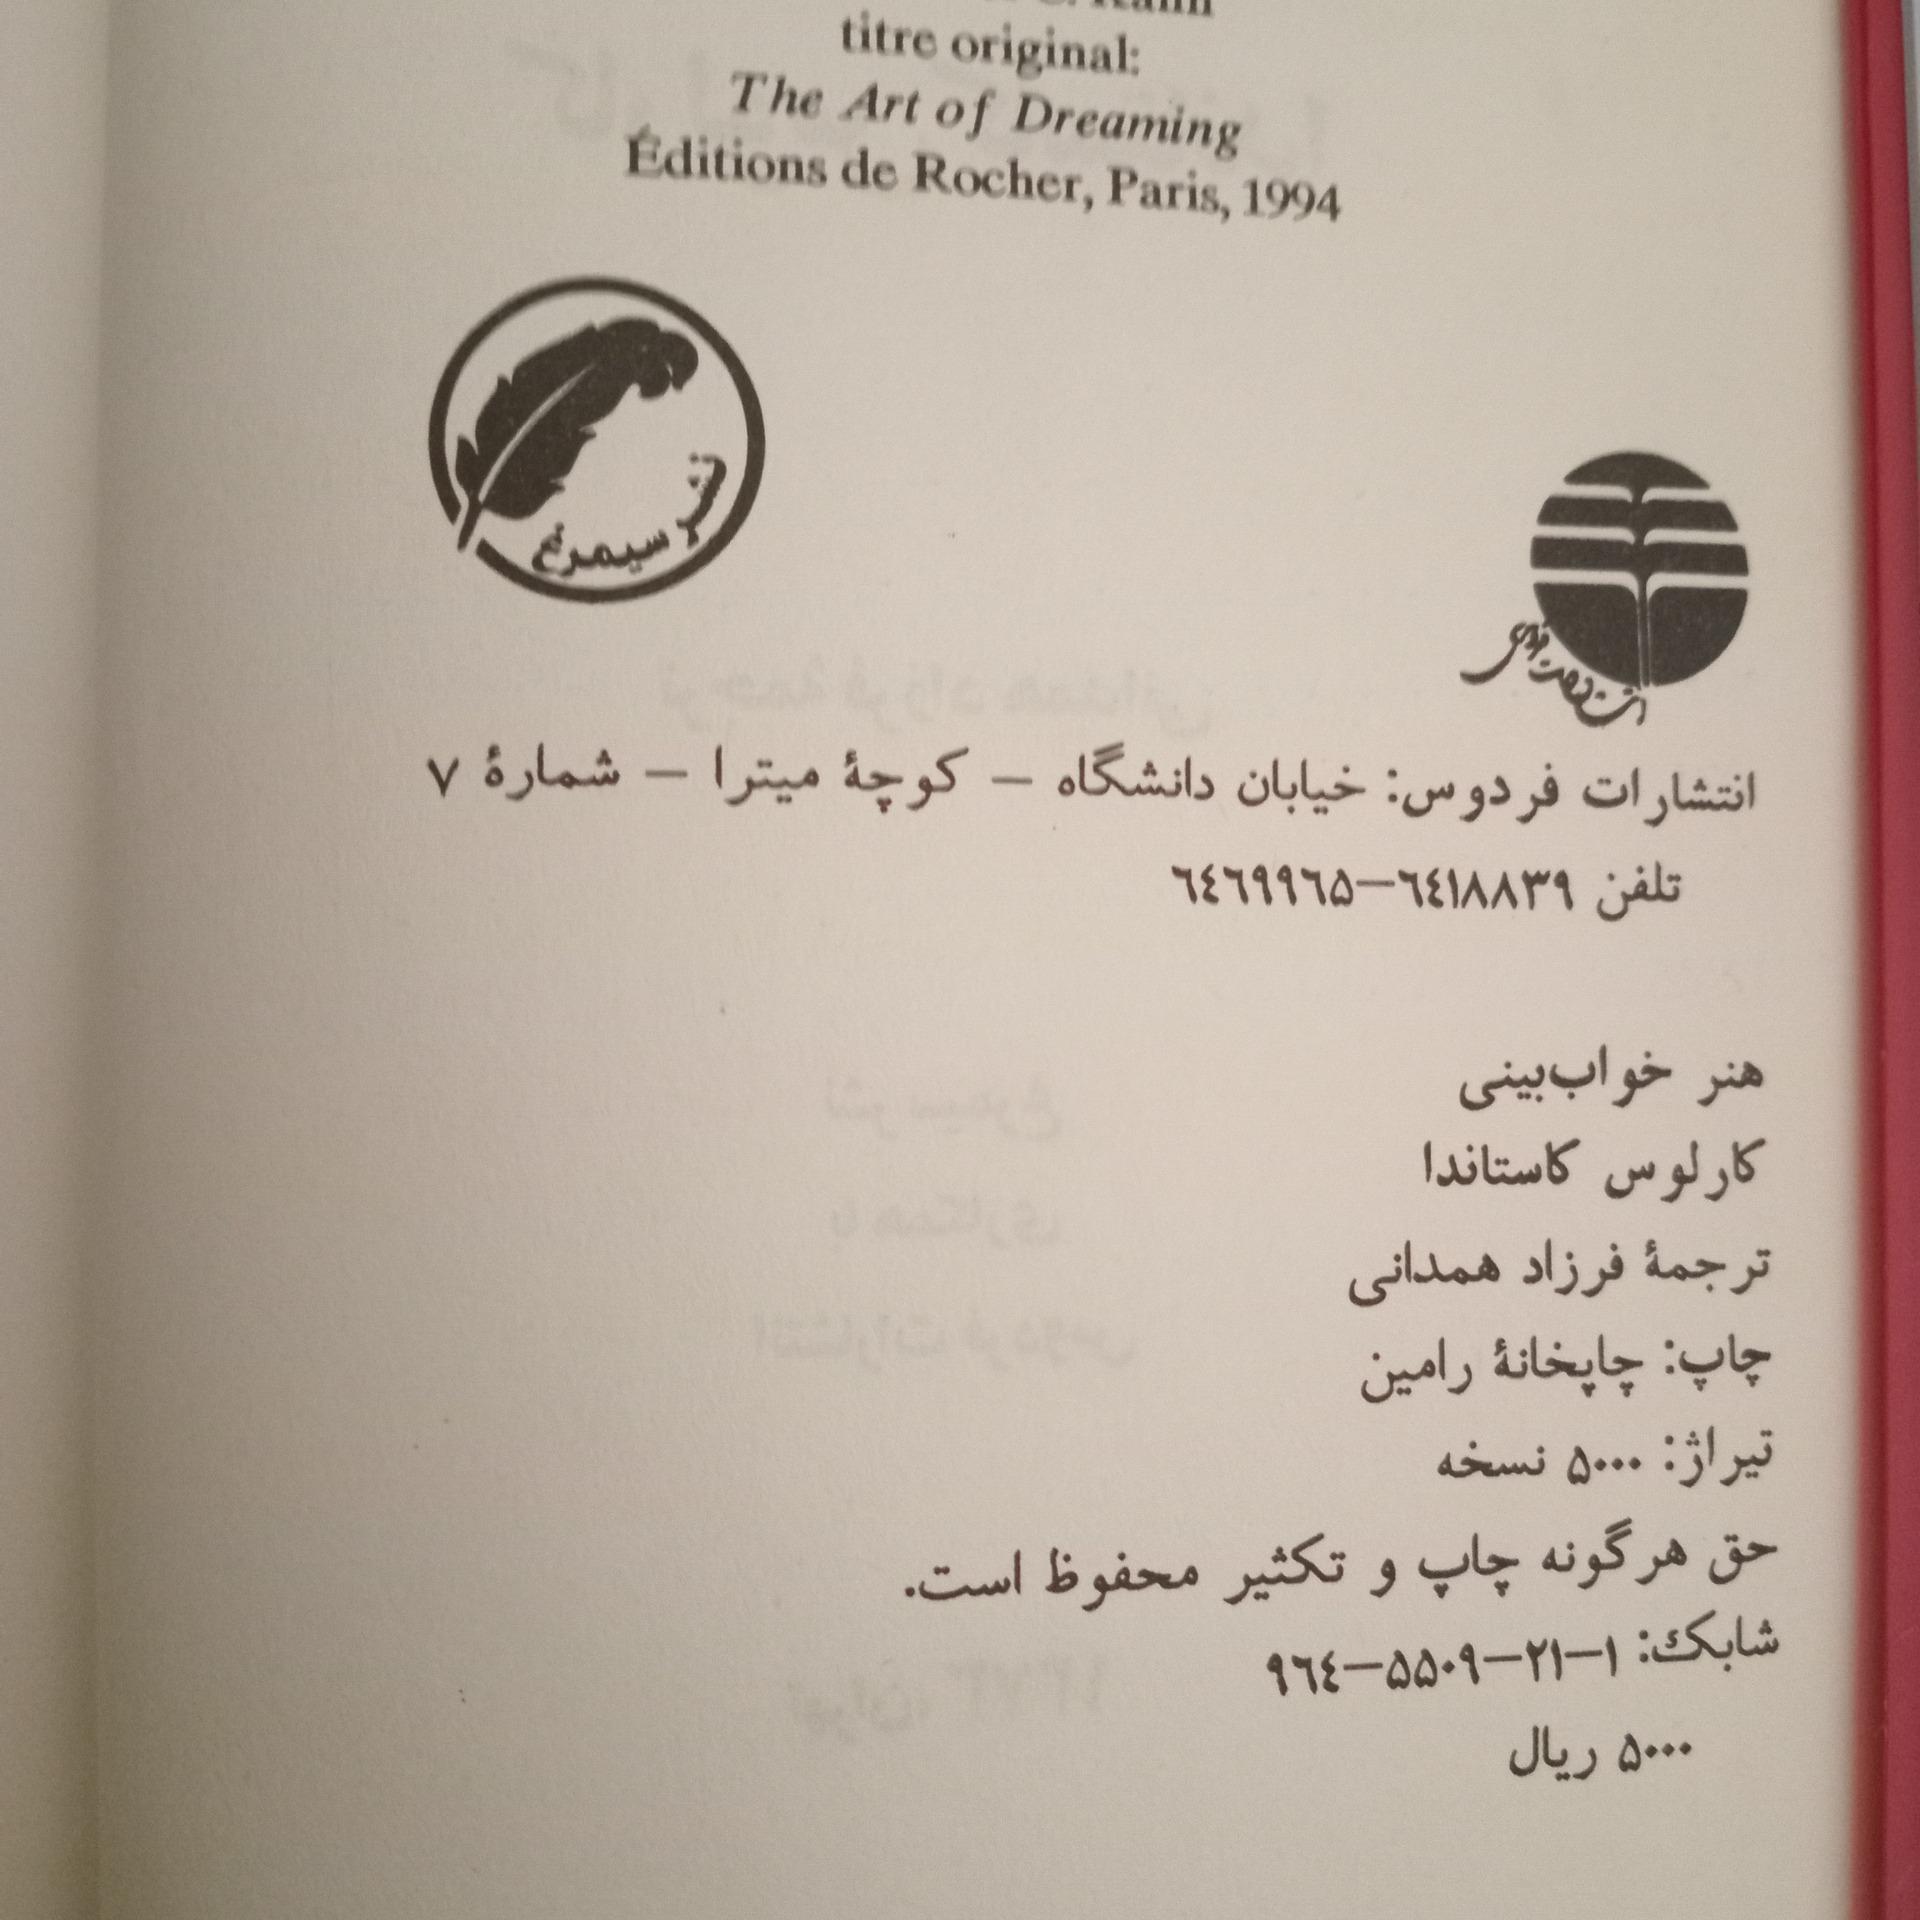 titre original:
The Art of Dreaming
Éditions de Rocher, Paris, 1994
نشر سیمرغ
انتشارات فردوس: خیابان دانشگاه – کوچهٔ میترا – شمارهٔ ۷
تلفن ۶۴۱۸۸۳۹–۶۴۶۹۹۶۵
هنر خواب‌بینی
کارلوس کاستاندا
ترجمهٔ فرزاد همدانی
چاپ: چاپخانهٔ رامین
تیراژ: ۵۰۰۰ نسخه
حق هرگونه چاپ و تکثیر محفوظ است.
شابک: ۱–۲۱–۵۵۰۹–۹۶۴
۵۰۰۰ ریال